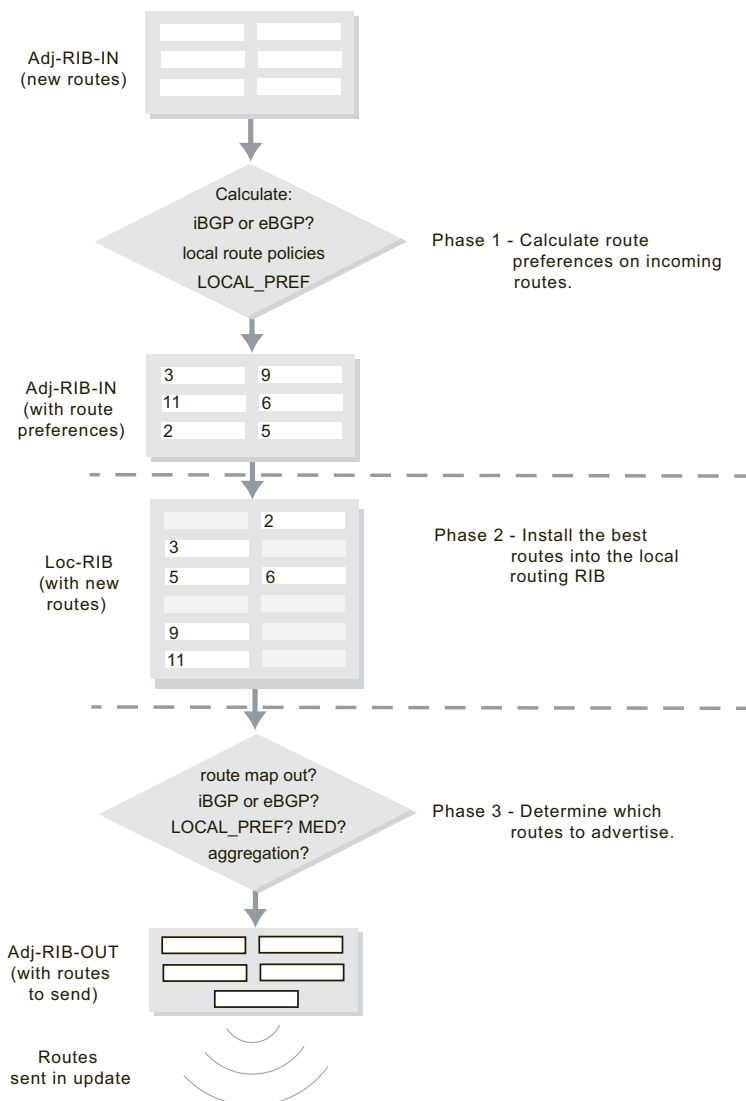 Adj-RIB-IN
(new routes)
Calculate:
iBGP or eBGP?
local route policies
LOCAL_PREF
Phase 1 - Calculate route
preferences on incoming
routes.
Adj-RIB-IN
(with route
preferences)
3 9
11 6
2 5
Loc-RIB
(with new
routes)
2
3
5 6
9
11
Phase 2 - Install the best
routes into the local
routing RIB
route map out?
iBGP or eBGP?
LOCAL_PREF? MED?
aggregation?
Phase 3 - Determine which
routes to advertise.
Adj-RIB-OUT
(with routes
to send)
Routes
sent in update